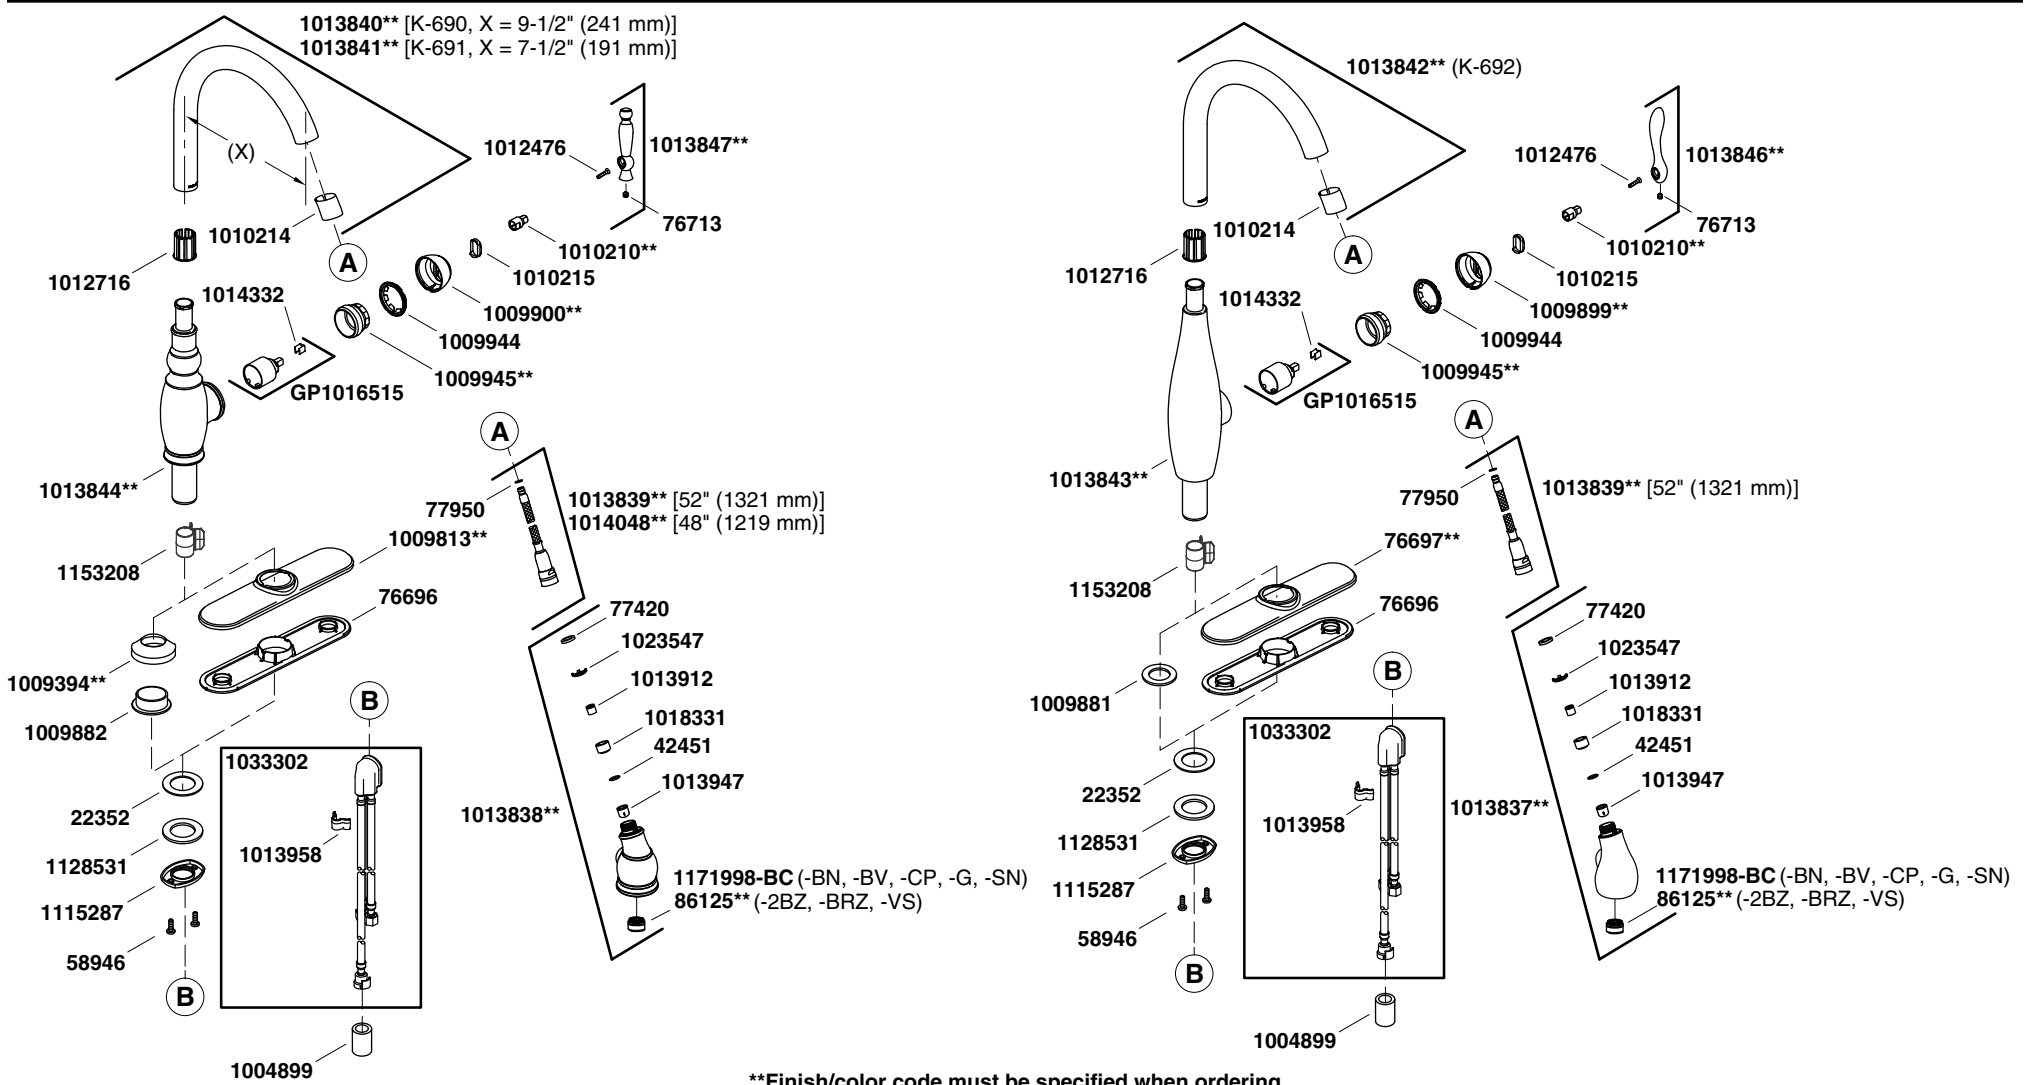 1013840** [K-690, X = 9-1/2" (241 mm)]
1013841** [K-691, X = 7-1/2" (191 mm)]
(X)
1012476
1013847**
76713
1010214
A
1010210**
1010215
1012716
1014332
1009900**
1009944
1009945**
GP1016515
A
1013844**
77950
1013839** [52" (1321 mm)]
1014048** [48" (1219 mm)]
1009813**
1153208
76696
77420
1023547
1009394**
1013912
B
1018331
1009882
42451
1033302
1013947
22352
1013838**
1013958
1128531
1171998-BC (-BN, -BV, -CP, -G, -SN)
86125** (-2BZ, -BRZ, -VS)
1115287
58946
B
1004899
1013842** (K-692)
1012476
1013846**
76713
1010214
A
1010210**
1010215
1012716
1014332
1009899**
1009944
1009945**
GP1016515
A
1013843**
77950
1013839** [52" (1321 mm)]
76697**
1153208
76696
77420
1023547
B
1013912
1009881
1018331
1033302
42451
1013947
22352
1013837**
1013958
1128531
1171998-BC (-BN, -BV, -CP, -G, -SN)
86125** (-2BZ, -BRZ, -VS)
1115287
58946
B
1004899
**Finish/color code must be specified when ordering